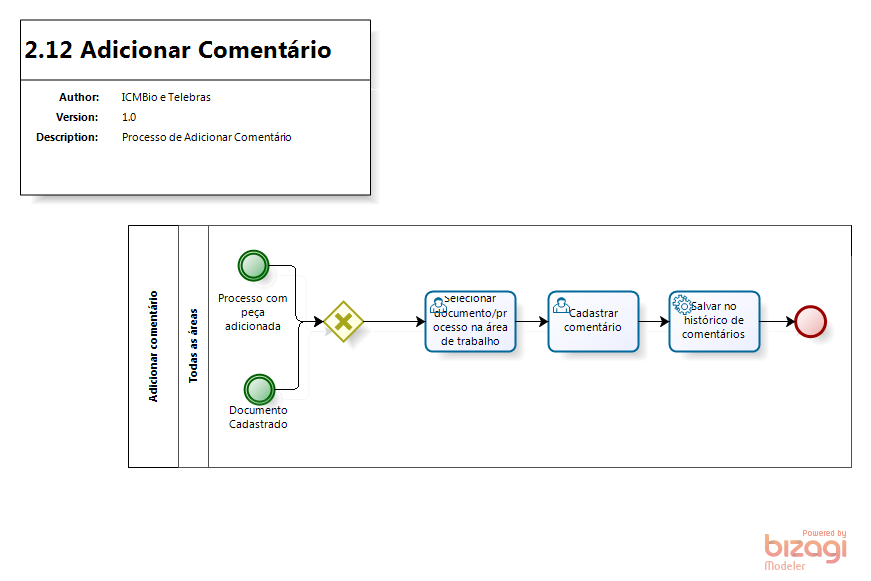 2.12 Adicionar Comentário
Author: ICMBio e Telebras
Version: 1.0
Description: Processo de Adicionar Comentário
Adicionar comentário
Todas as áreas
Processo com
peça
adicionada
Documento
Cadastrado
Selecionar
documento/pr
ocesso na área
de trabalho
Cadastrar
comentário
Salvar no
histórico de
comentários
Powered by
bizagi
Modeler